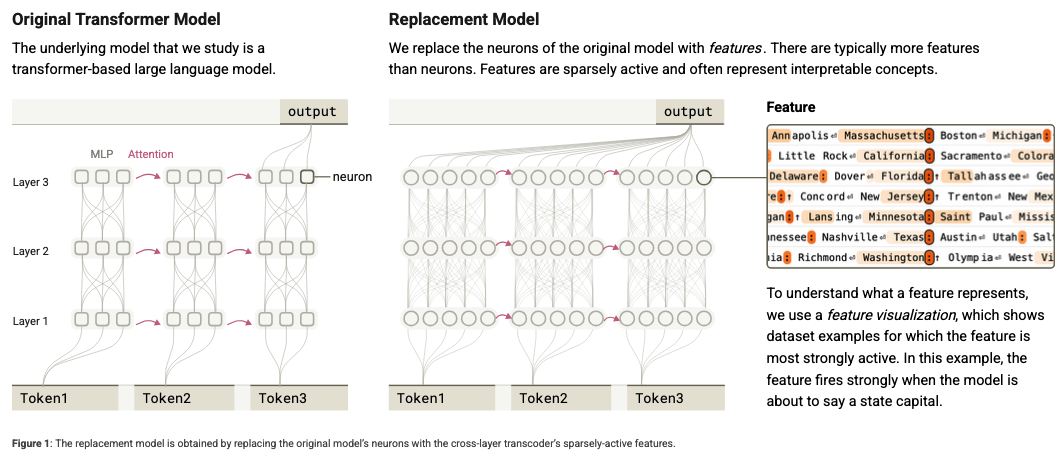 Original Transformer Model
The underlying model that we study is a
transformer-based large language model.
output
MLP Attention
Layer 3
neuron
Layer 2
Layer 1
Token1 Token2 Token3
Replacement Model
We replace the neurons of the original model with features. There are typically more features
than neurons. Features are sparsely active and often represent interpretable concepts.
output
Token1 Token2 Token3
Feature
Annapolis⏎ Massachusetts: Boston⏎ Michigan:
Little Rock⏎ California: Sacramento⏎ Colora
Delaware: Dover⏎ Florida:↑ Tallahassee⏎ Geo
re:↑ Concord⏎ New Jersey:↑ Trenton⏎ New Mex
gan:↑ Lansing⏎ Minnesota: Saint Paul⏎ Missis
nnessee: Nashville⏎ Texas: Austin⏎ Utah: Salt
ia: Richmond⏎ Washington:↑ Olympia⏎ West Vi
To understand what a feature represents,
we use a feature visualization, which shows
dataset examples for which the feature is
most strongly active. In this example, the
feature fires strongly when the model is
about to say a state capital.
Figure 1: The replacement model is obtained by replacing the original model's neurons with the cross-layer transcoder's sparsely-active features.